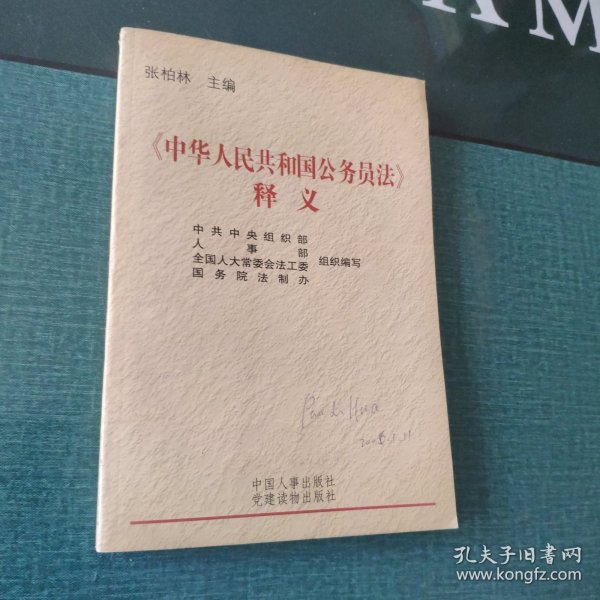 AM
张柏林 主编
《中华人民共和国公务员法》
释义
中共中央组织部
人事部
全国人大常委会法工委 组织编写
国务院法制办
中国人事出版社
党建读物出版社
孔夫子旧书网
www.kongfz.com